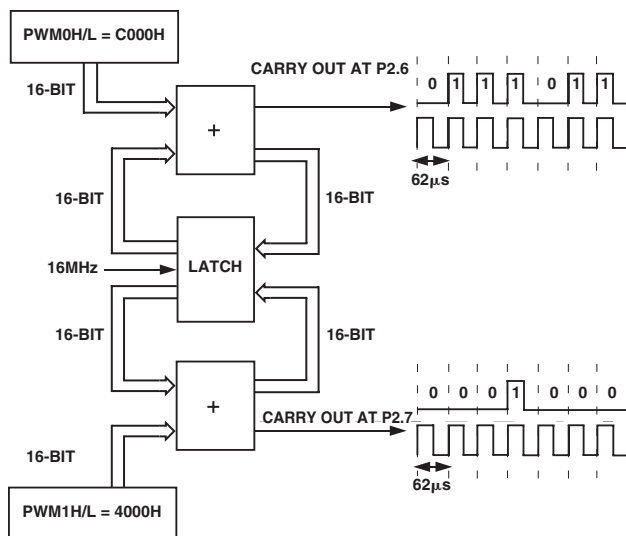 PWM0H/L = C000H
16-BIT
CARRY OUT AT P2.6
0 1 1 1 0 1 1
+
62μs
16-BIT
16-BIT
LATCH
16MHz
16-BIT
16-BIT
+
0 0 0 1 0 0 0
CARRY OUT AT P2.7
16-BIT
62μs
PWM1H/L = 4000H